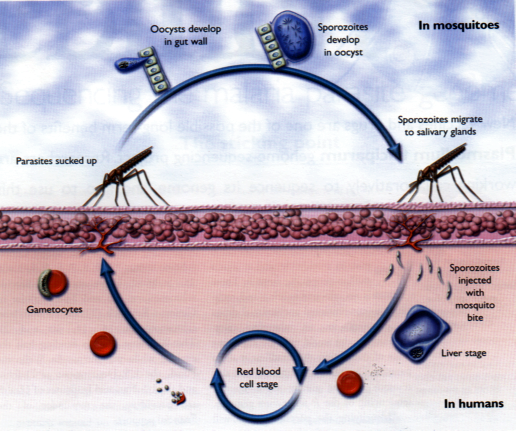 In mosquitoes
Oocysts develop
in gut wall
Sporozoites
develop
in oocyst
Sporozoites migrate
to salivary glands
Parasites sucked up
Sporozoites
injected
with
mosquito
bite
Gametocytes
Liver stage
Red blood
cell stage
In humans